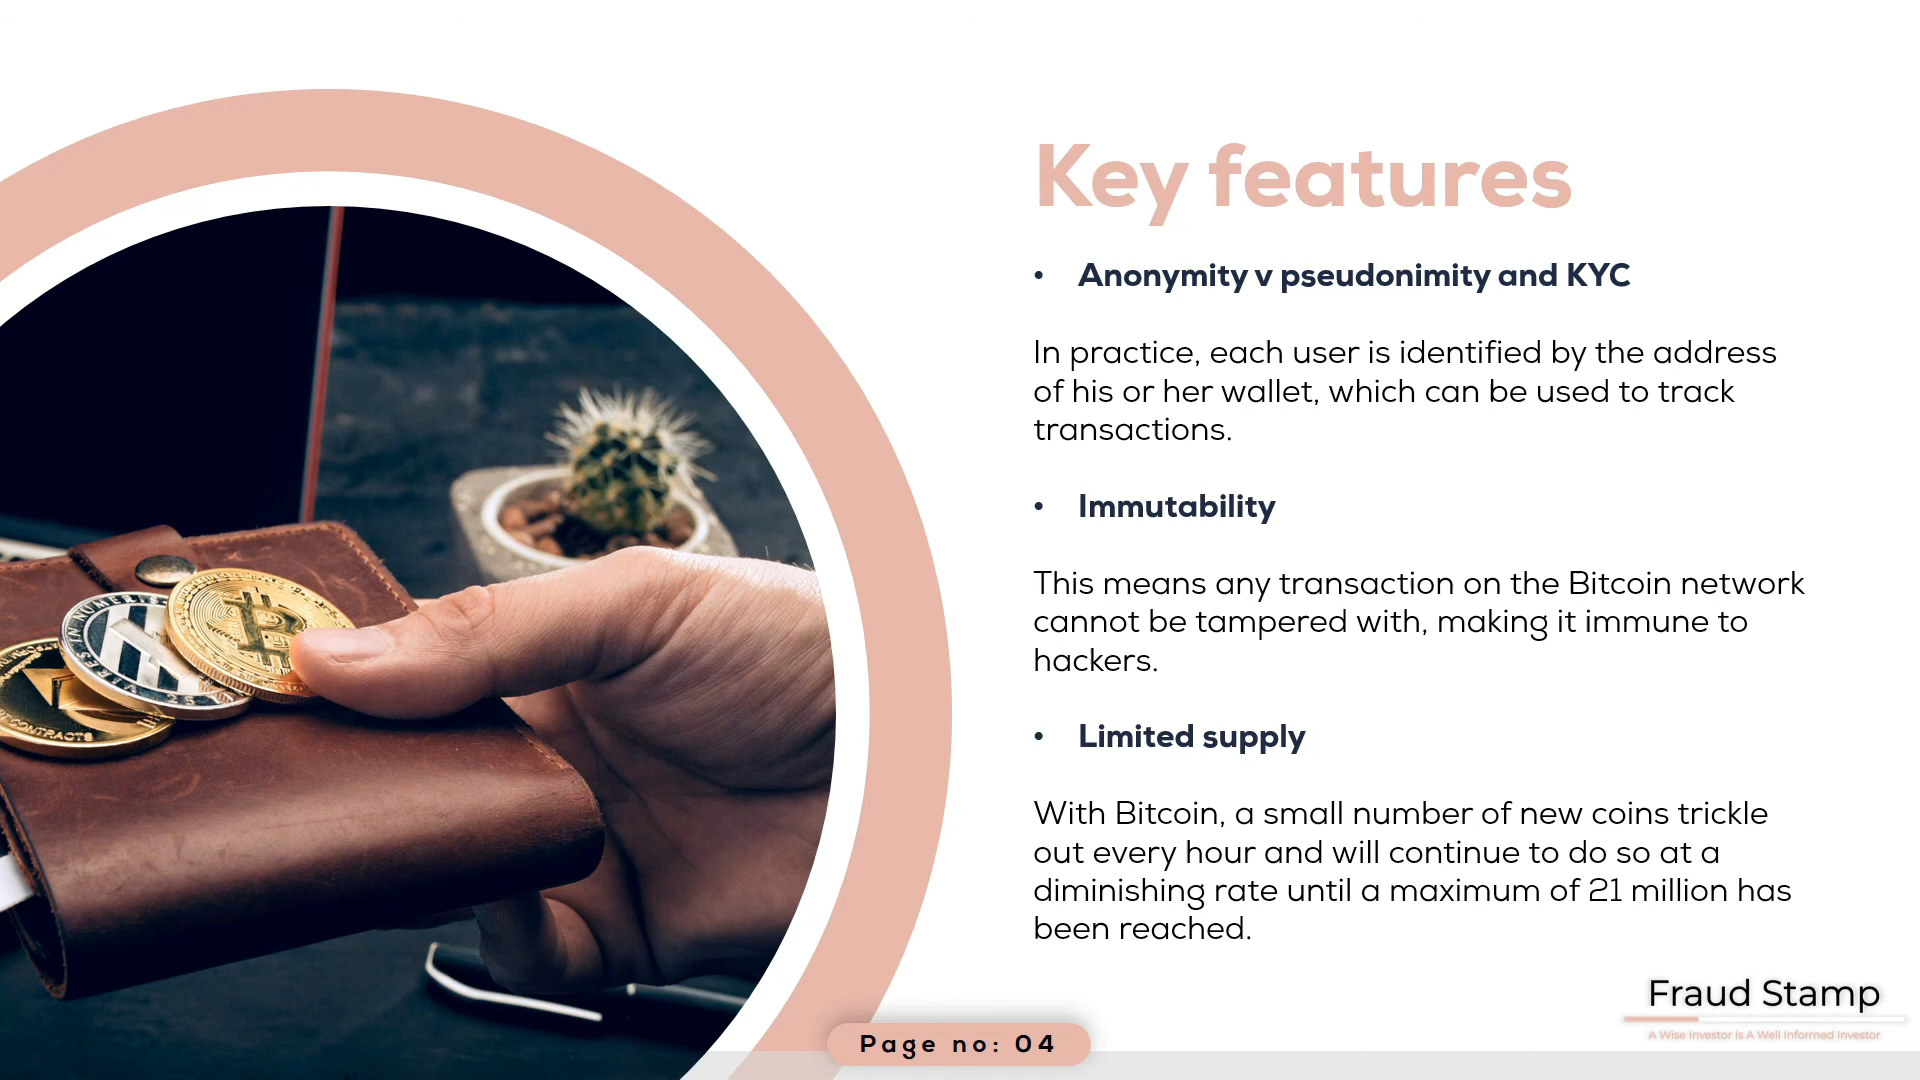 Key features
• Anonymity v pseudonimity and KYC
In practice, each user is identified by the address
of his or her wallet, which can be used to track
transactions.
• Immutability
This means any transaction on the Bitcoin network
cannot be tampered with, making it immune to
hackers.
• Limited supply
With Bitcoin, a small number of new coins trickle
out every hour and will continue to do so at a
diminishing rate until a maximum of 21 million has
been reached.
VIRES IN NUMERIS
CONTRACTS
Fraud Stamp
A Wise Investor Is A Well Informed Investor
Page no: 04